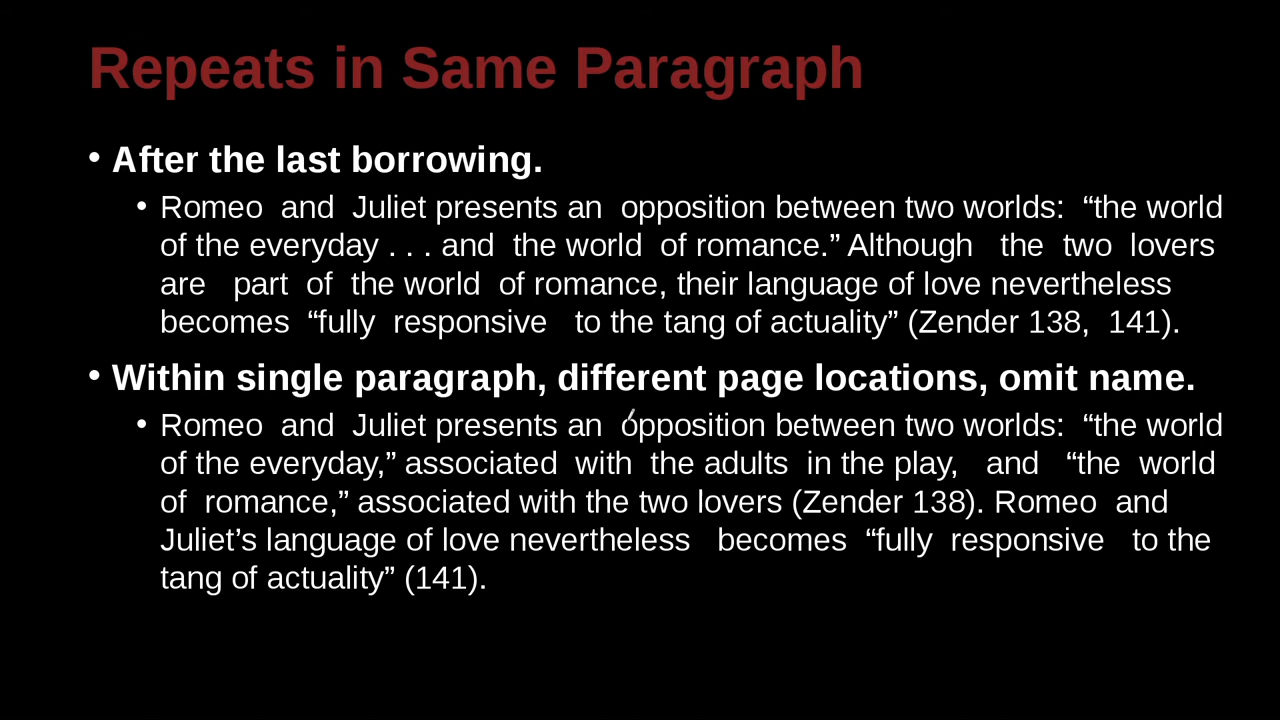 Repeats in Same Paragraph
• After the last borrowing.
• Romeo and Juliet presents an opposition between two worlds: “the world
of the everyday . . . and the world of romance.” Although the two lovers
are part of the world of romance, their language of love nevertheless
becomes “fully responsive to the tang of actuality” (Zender 138, 141).
• Within single paragraph, different page locations, omit name.
• Romeo and Juliet presents an opposition between two worlds: “the world
of the everyday,” associated with the adults in the play, and “the world
of romance,” associated with the two lovers (Zender 138). Romeo and
Juliet’s language of love nevertheless becomes “fully responsive to the
tang of actuality” (141).